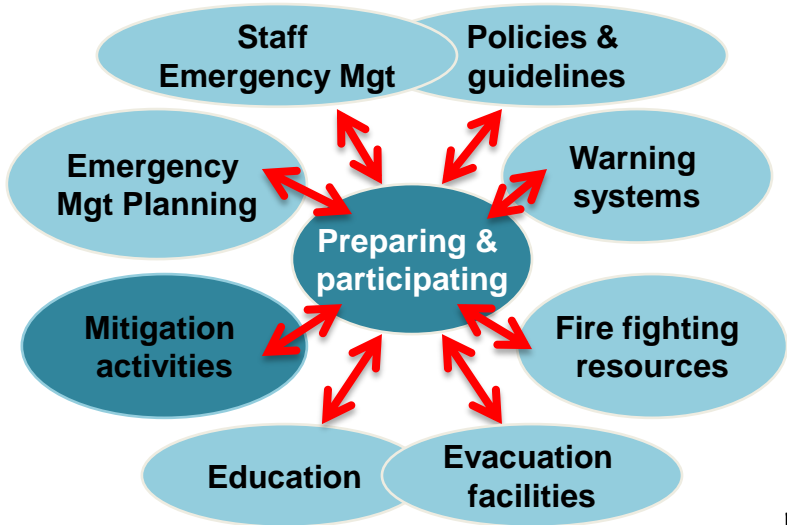 Staff
Emergency Mgt
Policies &
guidelines
Emergency
Mgt Planning
Warning
systems
Preparing &
participating
Mitigation
activities
Fire fighting
resources
Education
Evacuation
facilities